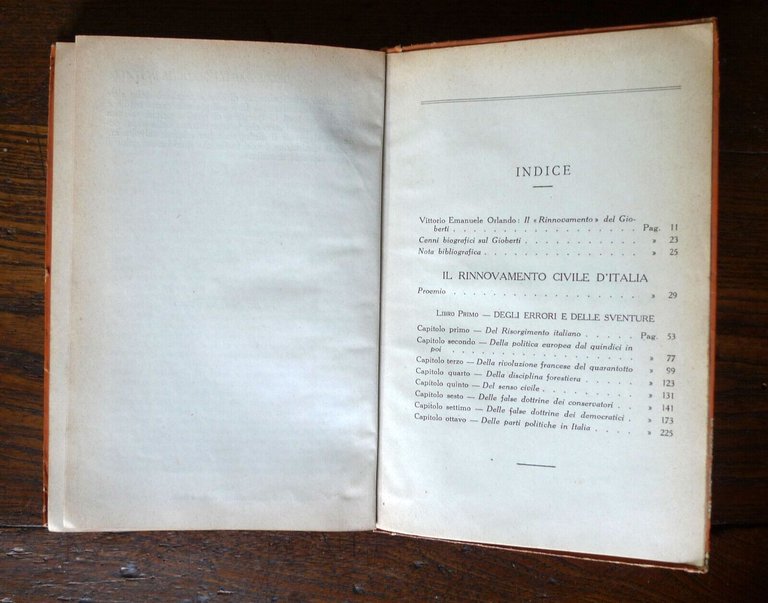 INDICE
Vittorio Emanuele Orlando: Il «Rinnovamento» del Gio-
berti . . . . . . . . . . . . . . . . . Pag. 11
Cenni biografici sul Gioberti . . . . . . . . . . » 23
Nota bibliografica . . . . . . . . . . . . . . » 25
IL RINNOVAMENTO CIVILE D'ITALIA
Proemio . . . . . . . . . . . . . . . . . » 29
Libro Primo — DEGLI ERRORI E DELLE SVENTURE
Capitolo primo — Del Risorgimento italiano . . . . . Pag. 53
Capitolo secondo — Della politica europea dal quindici in
poi . . . . . . . . . . . . . . . . . » 77
Capitolo terzo — Della rivoluzione francese del quarantotto » 99
Capitolo quarto — Della disciplina forestiera . . . . . » 123
Capitolo quinto — Del senso civile . . . . . . . . » 131
Capitolo sesto — Delle false dottrine dei conservatori . . » 141
Capitolo settimo — Delle false dottrine dei democratici . » 173
Capitolo ottavo — Delle parti politiche in Italia . . . . » 225